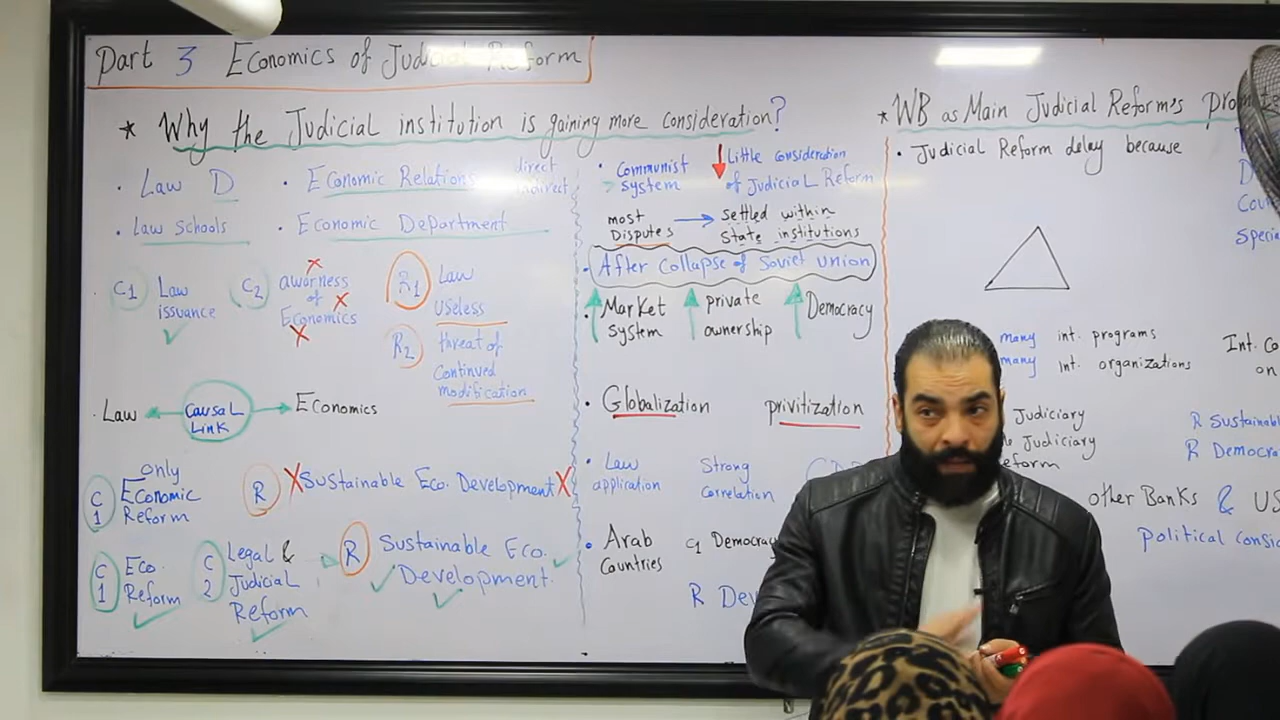 Part 3 Economics of Judicial Reform
* Why the Judicial institution is gaining more consideration?
· Law D
· Economic Relations direct
indirect
· Law Schools
· Economic Department
C1 Law
issuance
C2 aworness
of
Economics
R1 Law
Useless
R2 threat of
Continued
modification
· Law Causal Link Economics
C1 only
Economic
Reform
R X Sustainable Eco. Development X
C1 Eco.
Reform
C2 Legal &
Judicial
Reform
R Sustainable Eco.
Development
· Communist
system
Little consideration
of Judicial Reform
most
Disputes
settled within
State institutions
· After Collapse of Soviet union
· Market
system
private
ownership
Democracy
· Globalization privitization
· Law
application
Strong
Correlation
· Arab
Countries
C1 Democracy
R Dev
* WB as Main Judicial Reform's
· Judicial Reform delay because
many int. programs
many int. organizations
Judiciary
Judiciary
eform
Int. Co
on
R Sustainabl
R Democra
other Banks & US
Political consid
D
Cou
Specia